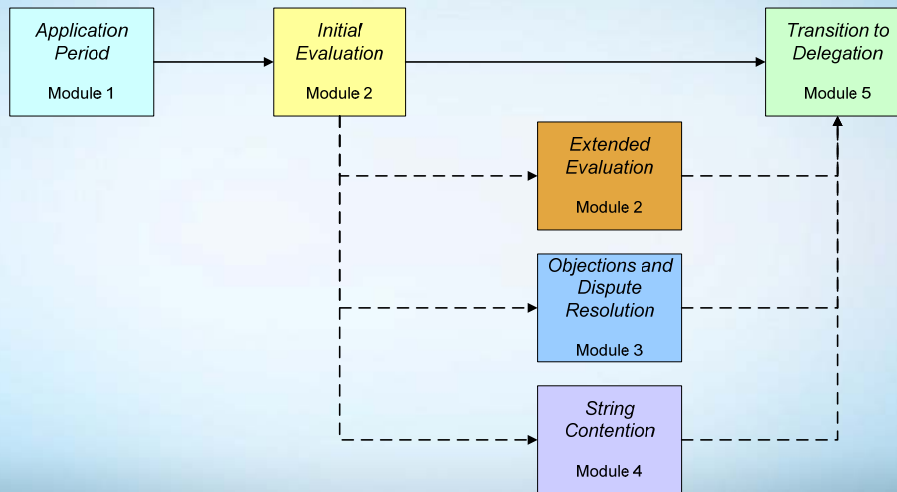 Application
Period
Module 1
Initial
Evaluation
Module 2
Transition to
Delegation
Module 5
Extended
Evaluation
Module 2
Objections and
Dispute
Resolution
Module 3
String
Contention
Module 4